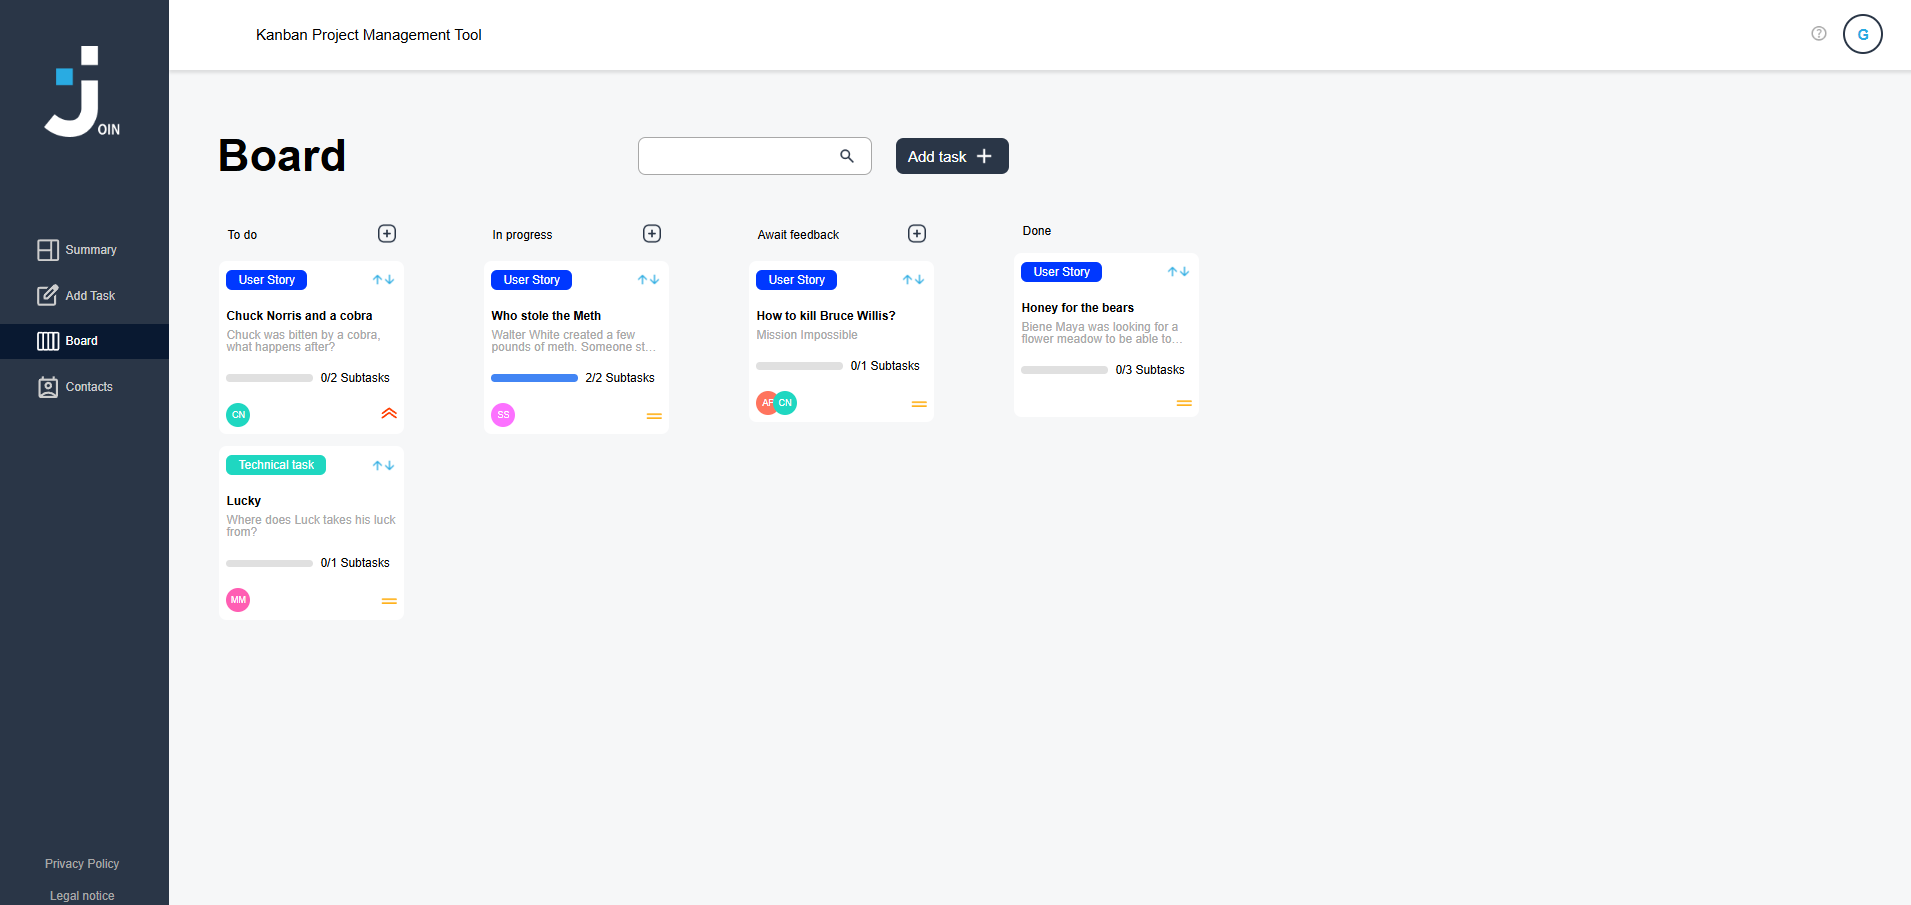 OIN
Summary
Add Task
Board
Contacts
Privacy Policy
Legal notice
Kanban Project Management Tool
?
G
Board
Add task
To do
User Story
Chuck Norris and a cobra
Chuck was bitten by a cobra,
what happens after?
0/2 Subtasks
CN
Technical task
Lucky
Where does Luck takes his luck
from?
0/1 Subtasks
MM
In progress
User Story
Who stole the Meth
Walter White created a few
pounds of meth. Someone st...
2/2 Subtasks
SS
Await feedback
User Story
How to kill Bruce Willis?
Mission Impossible
0/1 Subtasks
AF CN
Done
User Story
Honey for the bears
Biene Maya was looking for a
flower meadow to be able to...
0/3 Subtasks